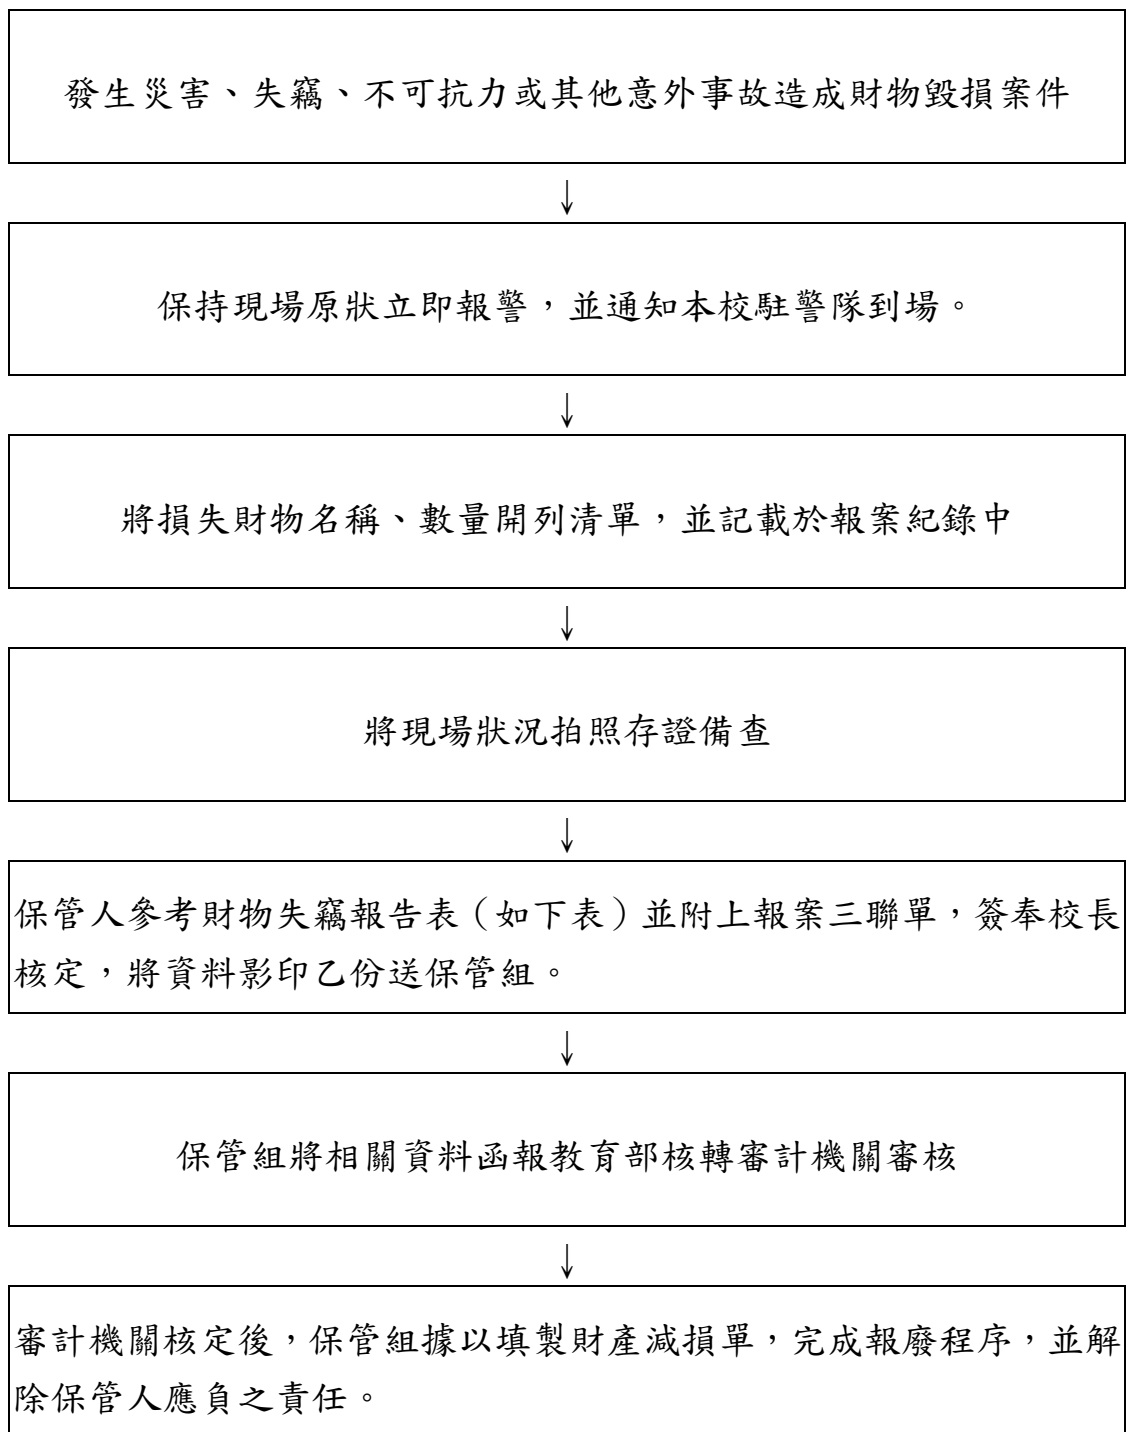 發生災害、失竊、不可抗力或其他意外事故造成財物毀損案件
↓
保持現場原狀立即報警，並通知本校駐警隊到場。
↓
將損失財物名稱、數量開列清單，並記載於報案紀錄中
↓
將現場狀況拍照存證備查
↓
保管人參考財物失竊報告表（如下表）並附上報案三聯單，簽奉校長
核定，將資料影印乙份送保管組。
↓
保管組將相關資料函報教育部核轉審計機關審核
↓
審計機關核定後，保管組據以填製財產減損單，完成報廢程序，並解
除保管人應負之責任。